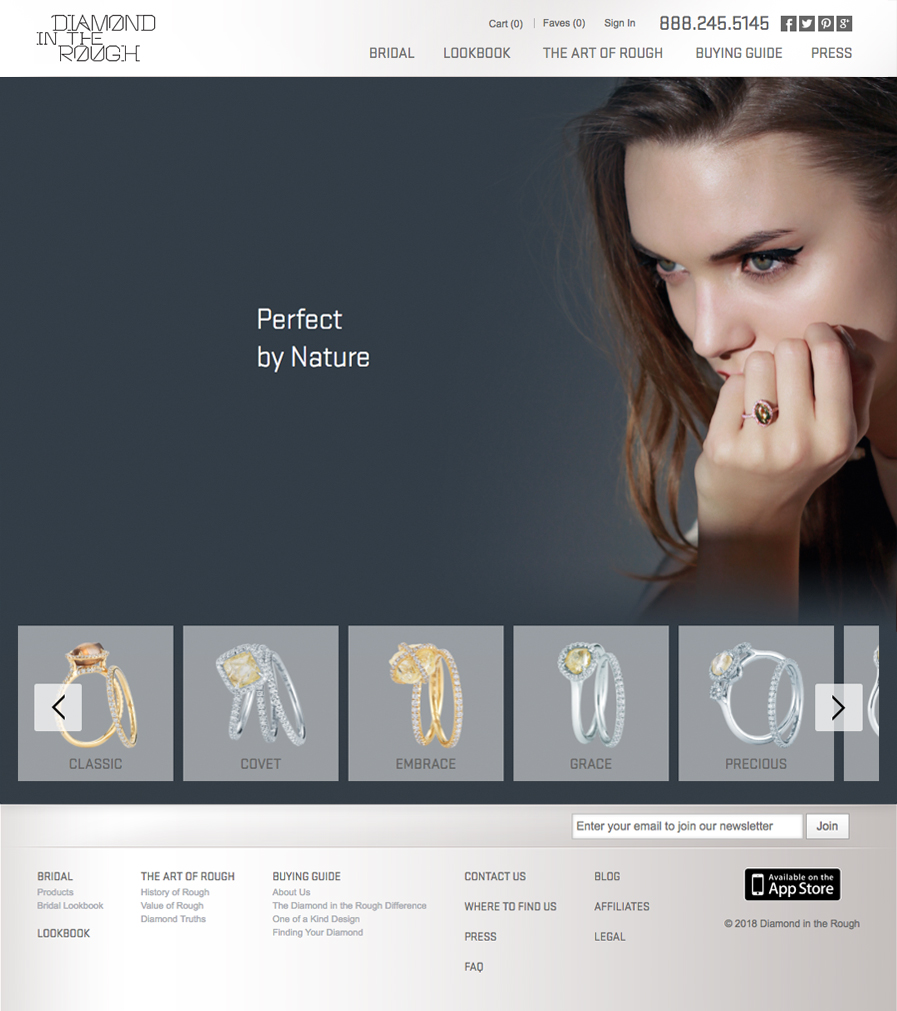 DIAMOND
IN THE
ROUGH
Cart (0) | Faves (0) Sign In 888.245.5145
BRIDAL LOOKBOOK THE ART OF ROUGH BUYING GUIDE PRESS
Perfect
by Nature
CLASSIC COVET EMBRACE GRACE PRECIOUS
Enter your email to join our newsletter Join
BRIDAL
Products
Bridal Lookbook
LOOKBOOK
THE ART OF ROUGH
History of Rough
Value of Rough
Diamond Truths
BUYING GUIDE
About Us
The Diamond in the Rough Difference
One of a Kind Design
Finding Your Diamond
CONTACT US
WHERE TO FIND US
PRESS
FAQ
BLOG
AFFILIATES
LEGAL
Available on the
App Store
© 2018 Diamond in the Rough